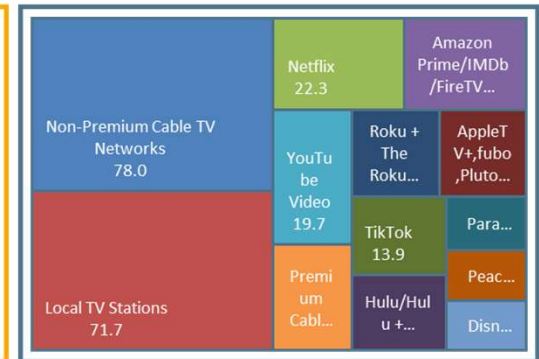 Non-Premium Cable TV
Networks
78.0
Local TV Stations
71.7
Netflix
22.3
Amazon
Prime/IMDb
/FireTV...
YouTu
be
Video
19.7
Roku +
The
Roku...
AppleT
V+,fubo
,Pluto...
TikTok
13.9
Para...
Premi
um
Cabl...
Hulu/Hul
u +...
Peac...
Disn...